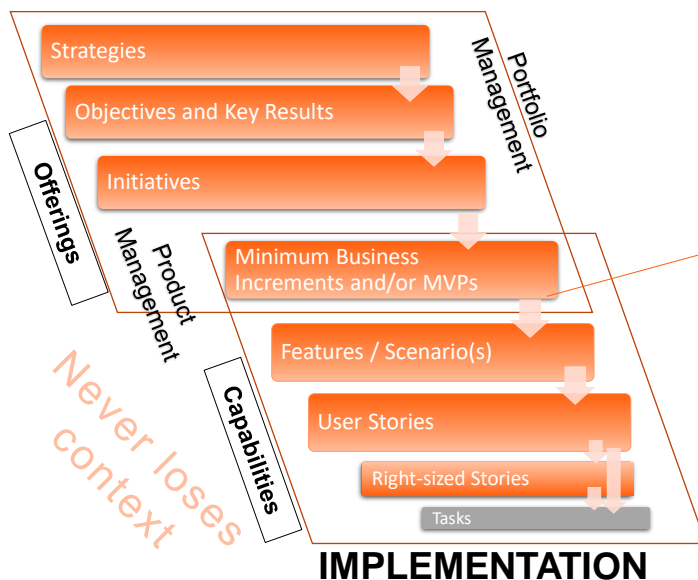 Strategies
Portfolio
Management
Objectives and Key Results
Initiatives
Offerings
Product
Management
Minimum Business
Increments and/or MVPs
Features / Scenario(s)
Never loses
context
Capabilities
User Stories
Right-sized Stories
Tasks
IMPLEMENTATION